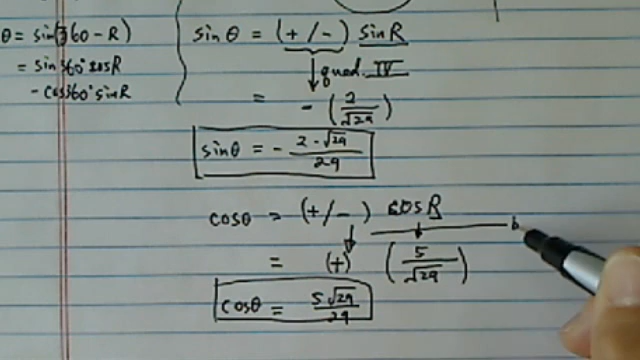 θ = sin(360 - R)
= sin 360° cos R
- cos 360° sin R
sin θ = (+/-) sin R
quad. IV
= - (2/√29)
sin θ = - 2-√29/29
cos θ = (+/-) cos R
b
= (+) (5/√29)
cos θ = 5√29/29